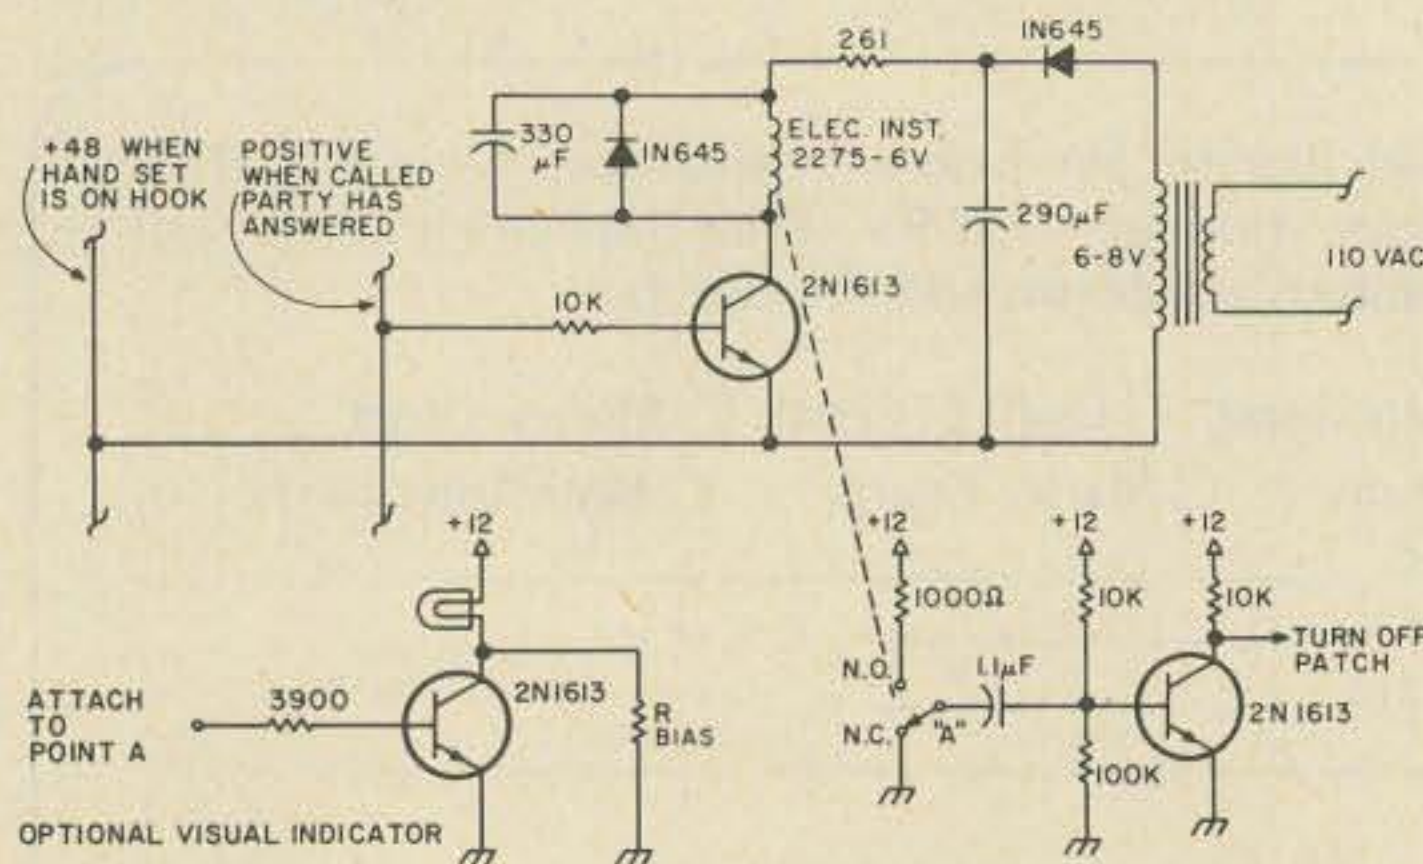 261
IN645
+48 WHEN
HAND SET
IS ON HOOK
POSITIVE
WHEN CALLED
PARTY HAS
ANSWERED
330
μF
IN645
ELEC. INST.
2275-6V
290μF
6-8V
110 VAC
10K
2N1613
+12
+12
+12
+12
1000Ω
10K
10K
TURN OFF
PATCH
N.O.
1.1μF
N.C.
"A"
2N1613
100K
ATTACH
TO
POINT A
3900
2N1613
R
BIAS
OPTIONAL VISUAL INDICATOR